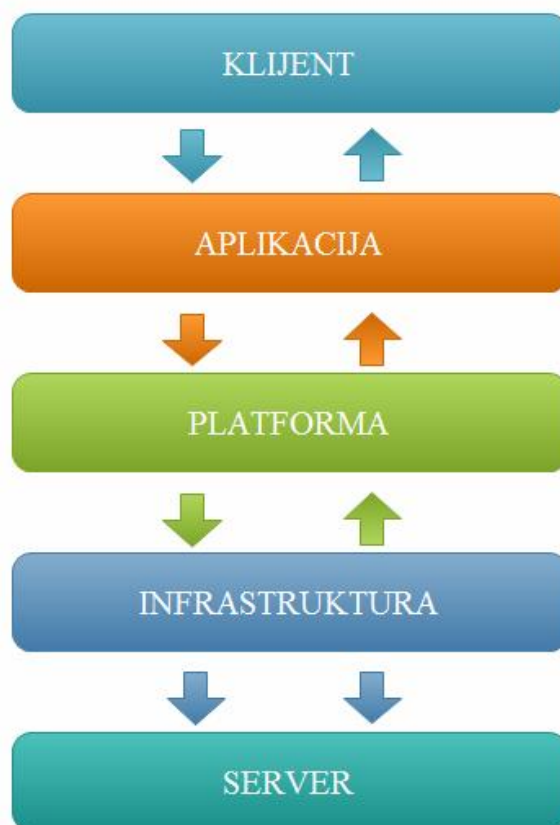 KLIJENT
APLIKACIJA
PLATFORMA
INFRASTRUKTURA
SERVER